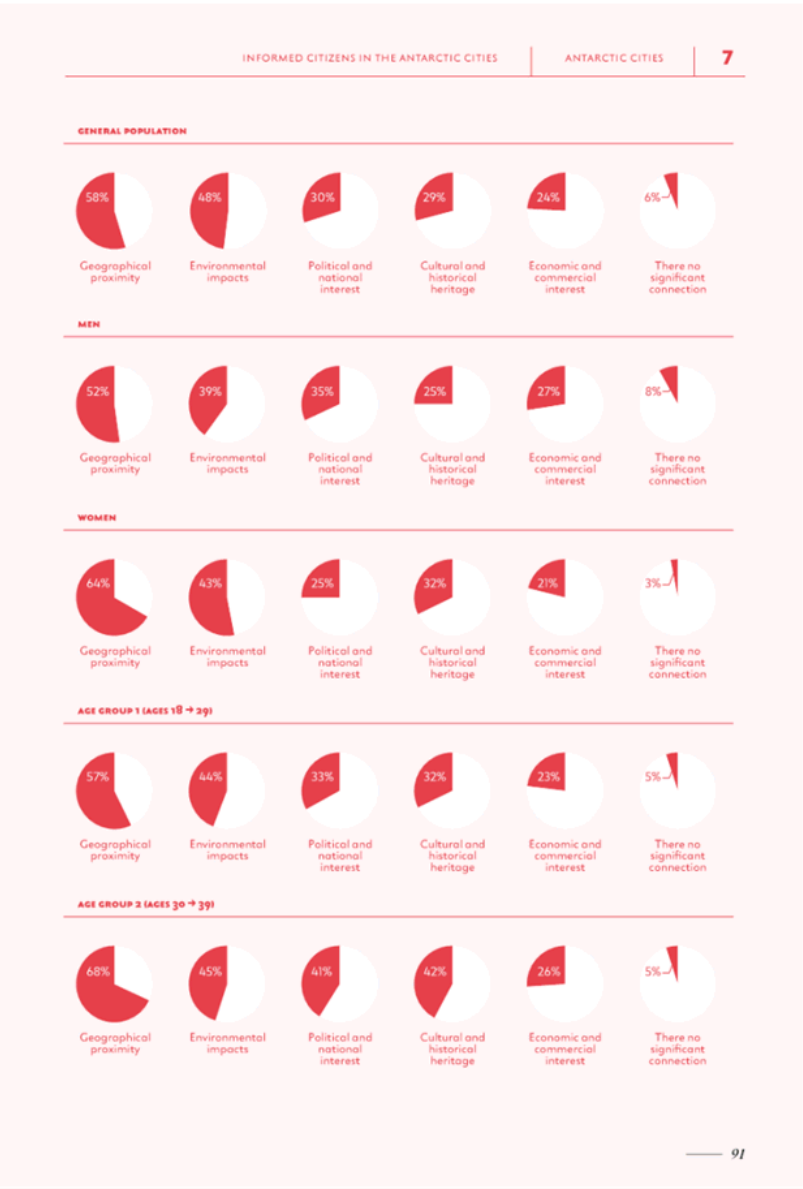 INFORMED CITIZENS IN THE ANTARCTIC CITIES
ANTARCTIC CITIES
7
GENERAL POPULATION
58%
48%
30%
29%
24%
6%
Geographical
proximity
Environmental
impacts
Political and
national
interest
Cultural and
historical
heritage
Economic and
commercial
interest
There no
significant
connection
MEN
52%
39%
35%
25%
27%
8%
Geographical
proximity
Environmental
impacts
Political and
national
interest
Cultural and
historical
heritage
Economic and
commercial
interest
There no
significant
connection
WOMEN
64%
43%
25%
32%
21%
3%
Geographical
proximity
Environmental
impacts
Political and
national
interest
Cultural and
historical
heritage
Economic and
commercial
interest
There no
significant
connection
AGE GROUP 1 (AGES 18 → 29)
57%
44%
33%
32%
23%
5%
Geographical
proximity
Environmental
impacts
Political and
national
interest
Cultural and
historical
heritage
Economic and
commercial
interest
There no
significant
connection
AGE GROUP 2 (AGES 30 → 39)
68%
45%
41%
42%
26%
5%
Geographical
proximity
Environmental
impacts
Political and
national
interest
Cultural and
historical
heritage
Economic and
commercial
interest
There no
significant
connection
91